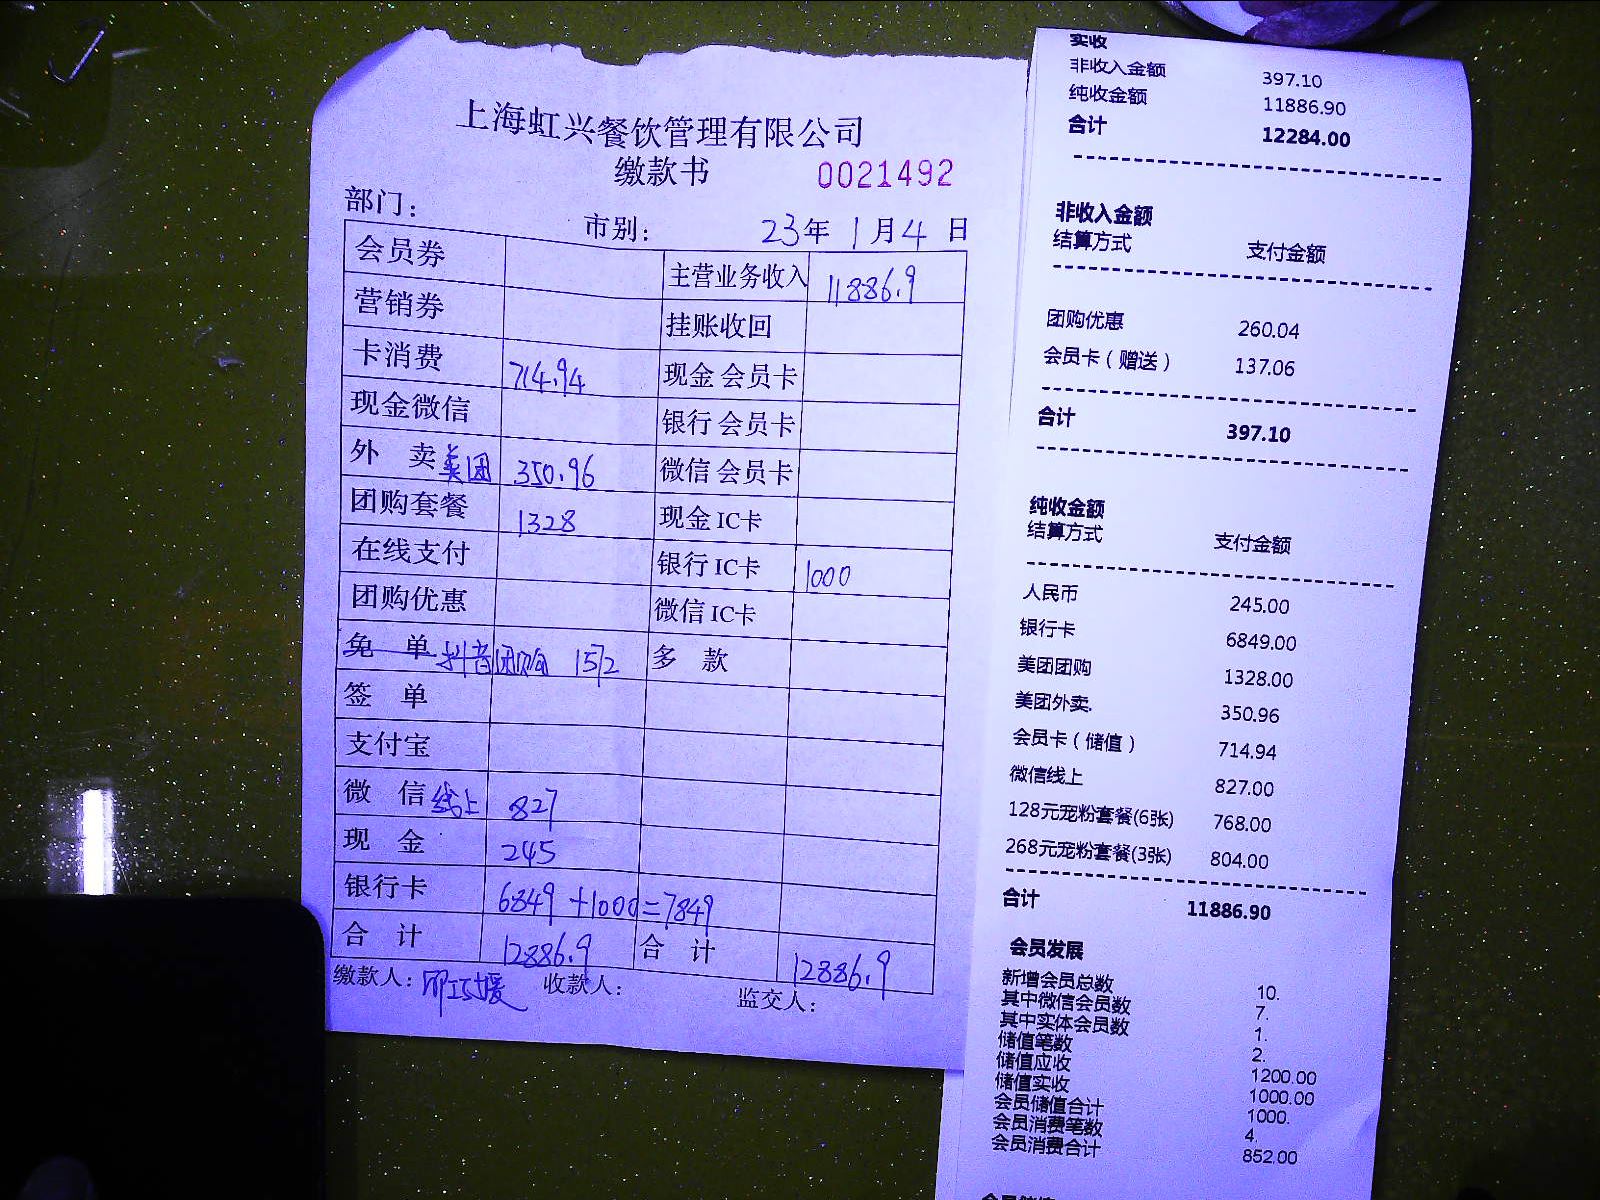 上海虹兴餐饮管理有限公司
缴款书 0021492
部门： 市别： 23年 1月4日
会员券 主营业务收入 11886.9
营销券 挂账收回
卡消费 714.94 现金 会员卡
现金微信 银行 会员卡
外 卖 美团 350.96 微信 会员卡
团购套餐 1328 现金 IC卡
在线支付 银行 IC卡 1000
团购优惠 微信 IC卡
免 单 抖音团购 1572 多 款
签 单
支付宝
微 信 线上 827
现 金 245
银行卡 6849 +1000=7849
合 计 12886.9 合 计 12886.9
缴款人： 收款人： 监交人：
实收
非收入金额 397.10
纯收金额 11886.90
合计 12284.00
非收入金额
结算方式 支付金额
团购优惠 260.04
会员卡（赠送） 137.06
合计 397.10
纯收金额
结算方式 支付金额
人民币 245.00
银行卡 6849.00
美团团购 1328.00
美团外卖. 350.96
会员卡（储值） 714.94
微信线上 827.00
128元宠粉套餐(6张) 768.00
268元宠粉套餐(3张) 804.00
合计 11886.90
会员发展
新增会员总数 10.
其中微信会员数 7.
其中实体会员数 1.
储值笔数 2.
储值应收 1200.00
储值实收 1000.00
会员储值合计 1000.
会员消费笔数 4.
会员消费合计 852.00